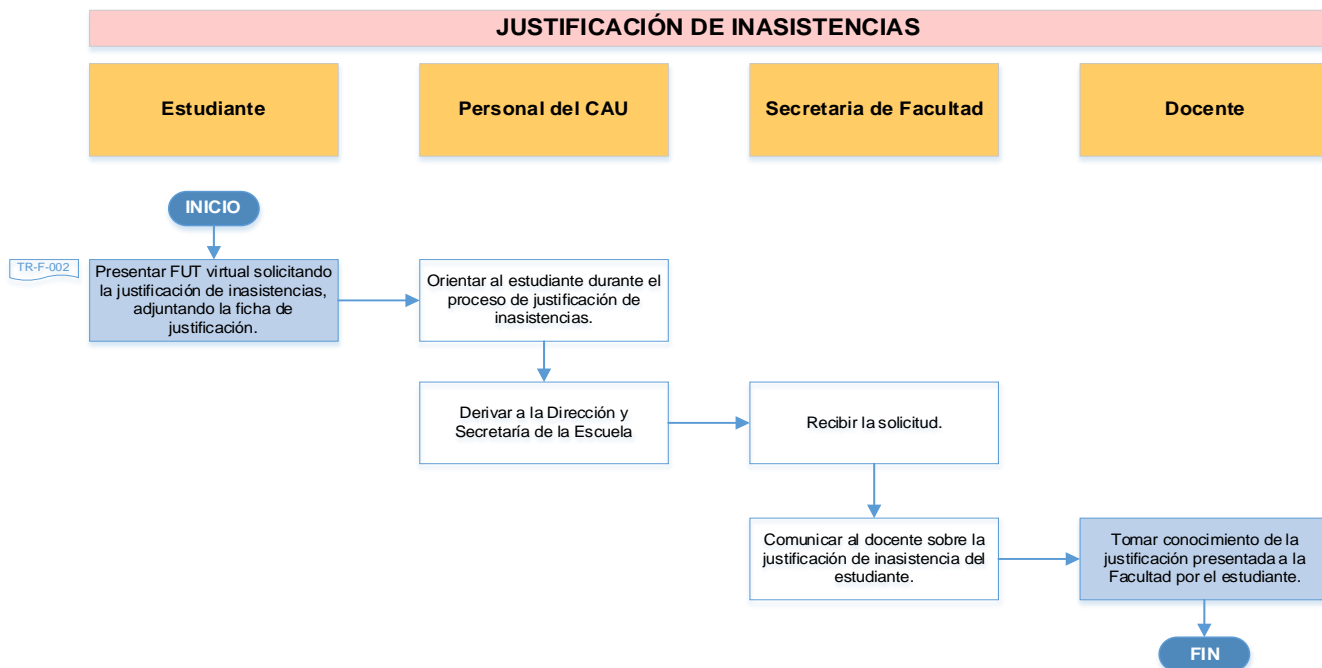 JUSTIFICACIÓN DE INASISTENCIAS
Estudiante
Personal del CAU
Secretaria de Facultad
Docente
INICIO
TR-F-002
Presentar FUT virtual solicitando
la justificación de inasistencias,
adjuntando la ficha de
justificación.
Orientar al estudiante durante el
proceso de justificación de
inasistencias.
Derivar a la Dirección y
Secretaría de la Escuela
Recibir la solicitud.
Comunicar al docente sobre la
justificación de inasistencia del
estudiante.
Tomar conocimiento de la
justificación presentada a la
Facultad por el estudiante.
FIN